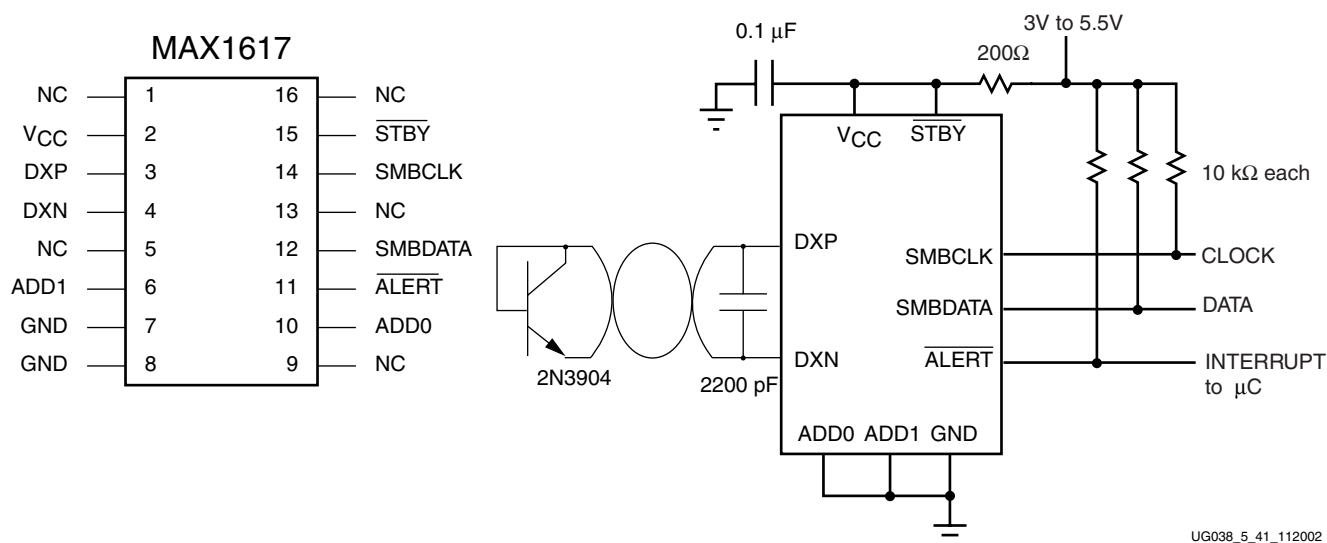 MAX1617
NC 1 16 NC
VCC 2 15 STBY
DXP 3 14 SMBCLK
DXN 4 13 NC
NC 5 12 SMBDATA
ADD1 6 11 ALERT
GND 7 10 ADD0
GND 8 9 NC
3V to 5.5V
0.1 μF
200Ω
VCC STBY
10 kΩ each
DXP
SMBCLK
CLOCK
SMBDATA
DATA
DXN
ALERT
INTERRUPT
to μC
2N3904
2200 pF
ADD0 ADD1 GND
UG038_5_41_112002